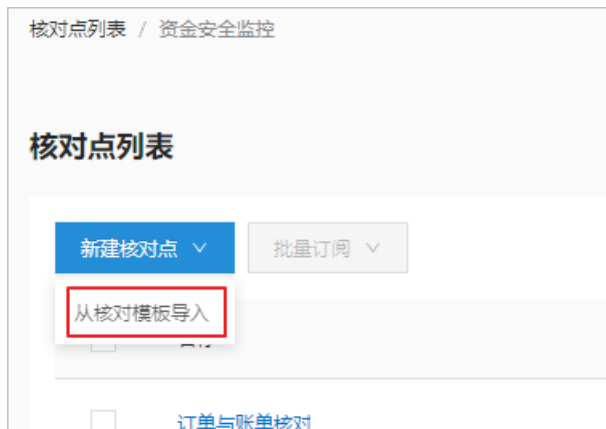 核对点列表 / 资金安全监控
核对点列表
新建核对点 批量订阅
从核对模板导入
订单与账单核对